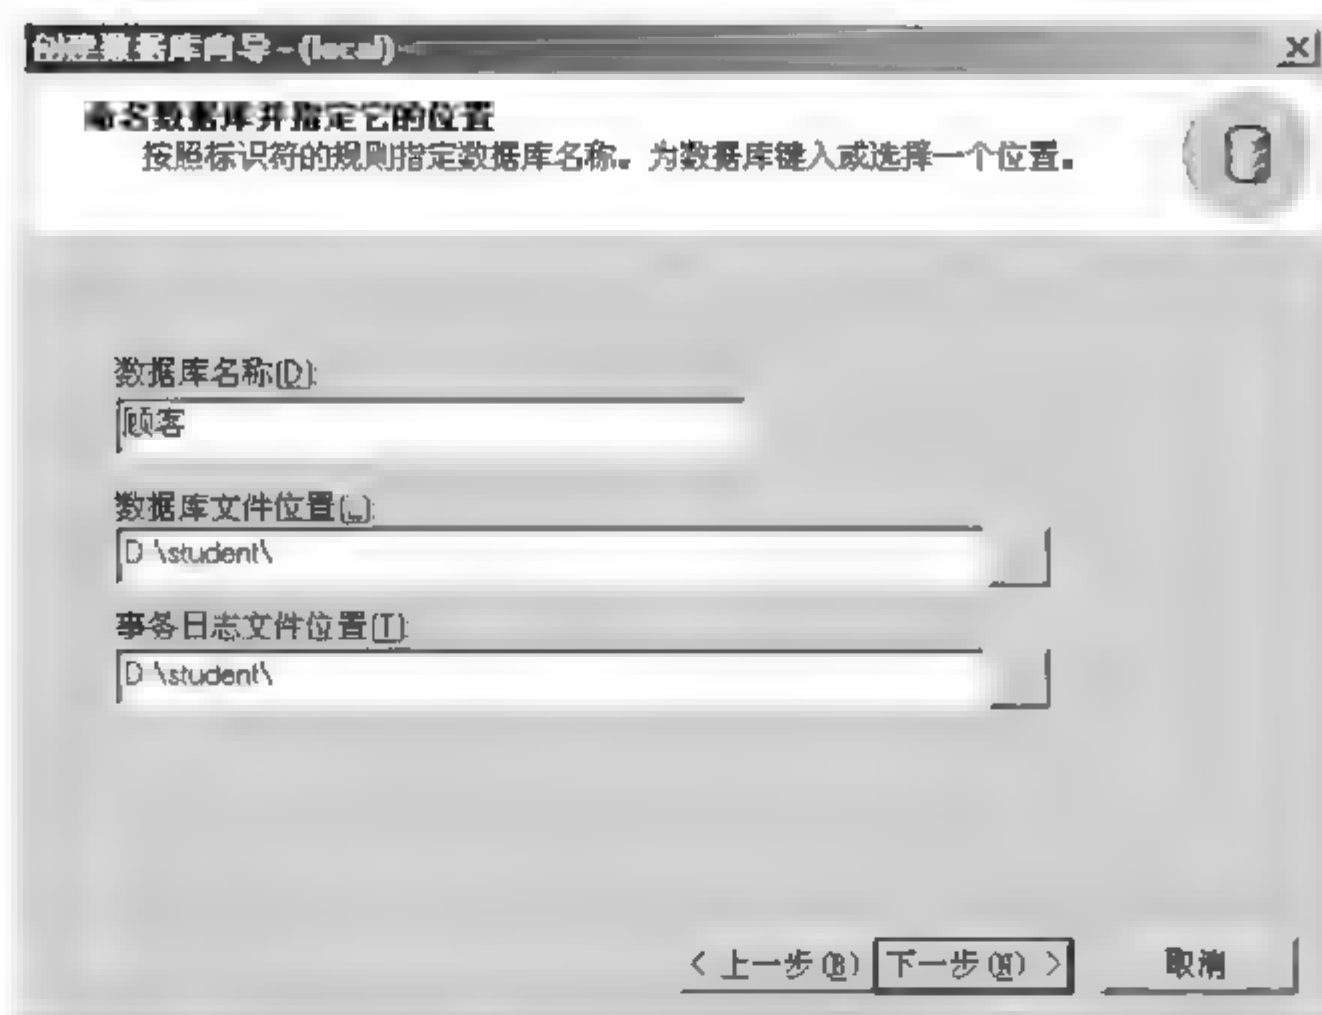 创建数据库向导 - (local)
命名数据库并指定它的位置
按照标识符的规则指定数据库名称。为数据库键入或选择一个位置。
数据库名称(D):
顾客
数据库文件位置(L):
D:\student\
事务日志文件位置(T):
D:\student\
< 上一步(B) 下一步(N) > 取消